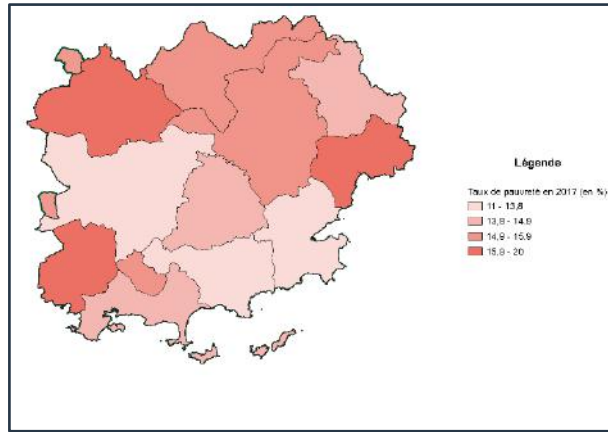 Légende
Taux de pauvreté en 2017 (en %)
11 - 13,8
13,8 - 14,9
14,9 - 15,9
15,9 - 20